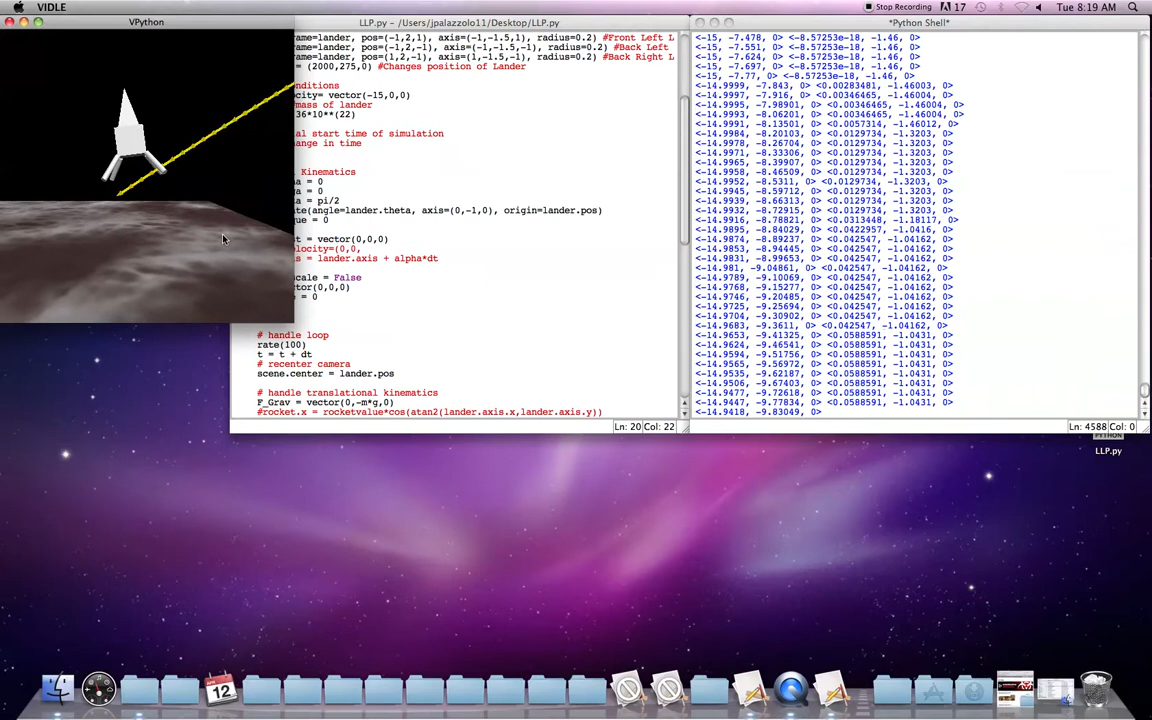 VIDLE
Stop Recording
17
Tue 8:19 AM
VPython
LLP.py - /Users/jpalazzolo11/Desktop/LLP.py
rame=lander, pos=(-1,2,1), axis=(-1,-1.5,1), radius=0.2) #Front Left L
rame=lander, pos=(-1,2,-1), axis=(-1,-1.5,-1), radius=0.2) #Back Left
rame=lander, pos=(1,2,-1), axis=(1,-1.5,-1), radius=0.2) #Back Right L
= (2000,275,0) #Changes position of Lander
onditions
ocity= vector(-15,0,0)
mass of lander
36*10**(22)
al start time of simulation
ange in time
Kinematics
a = 0
ga = 0
a = pi/2
te(angle=lander.theta, axis=(0,-1,0), origin=lander.pos)
que = 0
st = vector(0,0,0)
elocity=(0,0,
s = lander.axis + alpha*dt
scale = False
ctor(0,0,0)
e = 0
# handle loop
rate(100)
t = t + dt
# recenter camera
scene.center = lander.pos
# handle translational kinematics
F_Grav = vector(0,-m*g,0)
#rocket.x = rocketvalue*cos(atan2(lander.axis.x,lander.axis.y))
Ln: 20 Col: 22
*Python Shell*
<-15, -7.478, 0> <-8.57253e-18, -1.46, 0>
<-15, -7.551, 0> <-8.57253e-18, -1.46, 0>
<-15, -7.624, 0> <-8.57253e-18, -1.46, 0>
<-15, -7.697, 0> <-8.57253e-18, -1.46, 0>
<-15, -7.77, 0> <-8.57253e-18, -1.46, 0>
<-14.9999, -7.843, 0> <0.00283481, -1.46003, 0>
<-14.9997, -7.916, 0> <0.00346465, -1.46004, 0>
<-14.9995, -7.98901, 0> <0.00346465, -1.46004, 0>
<-14.9993, -8.06201, 0> <0.00346465, -1.46004, 0>
<-14.9991, -8.13501, 0> <0.0057314, -1.46012, 0>
<-14.9984, -8.20103, 0> <0.0129734, -1.3203, 0>
<-14.9978, -8.26704, 0> <0.0129734, -1.3203, 0>
<-14.9971, -8.33306, 0> <0.0129734, -1.3203, 0>
<-14.9965, -8.39907, 0> <0.0129734, -1.3203, 0>
<-14.9958, -8.46509, 0> <0.0129734, -1.3203, 0>
<-14.9952, -8.5311, 0> <0.0129734, -1.3203, 0>
<-14.9945, -8.59712, 0> <0.0129734, -1.3203, 0>
<-14.9939, -8.66313, 0> <0.0129734, -1.3203, 0>
<-14.9932, -8.72915, 0> <0.0129734, -1.3203, 0>
<-14.9916, -8.78821, 0> <0.0319904, -1.18117, 0>
<-14.9895, -8.84029, 0> <0.0422957, -1.0416, 0>
<-14.9874, -8.89237, 0> <0.042547, -1.04162, 0>
<-14.9853, -8.94445, 0> <0.042547, -1.04162, 0>
<-14.9831, -8.99653, 0> <0.042547, -1.04162, 0>
<-14.981, -9.04861, 0> <0.042547, -1.04162, 0>
<-14.9789, -9.10069, 0> <0.042547, -1.04162, 0>
<-14.9768, -9.15277, 0> <0.042547, -1.04162, 0>
<-14.9746, -9.20485, 0> <0.042547, -1.04162, 0>
<-14.9725, -9.25694, 0> <0.042547, -1.04162, 0>
<-14.9704, -9.30902, 0> <0.042547, -1.04162, 0>
<-14.9683, -9.3611, 0> <0.042547, -1.04162, 0>
<-14.9653, -9.41325, 0> <0.0588591, -1.0431, 0>
<-14.9624, -9.46541, 0> <0.0588591, -1.0431, 0>
<-14.9594, -9.51756, 0> <0.0588591, -1.0431, 0>
<-14.9565, -9.56972, 0> <0.0588591, -1.0431, 0>
<-14.9535, -9.62187, 0> <0.0588591, -1.0431, 0>
<-14.9506, -9.67403, 0> <0.0588591, -1.0431, 0>
<-14.9477, -9.72618, 0> <0.0588591, -1.0431, 0>
<-14.9447, -9.77834, 0> <0.0588591, -1.0431, 0>
<-14.9418, -9.83049, 0>
Ln: 4588 Col: 0
LLP.py
12